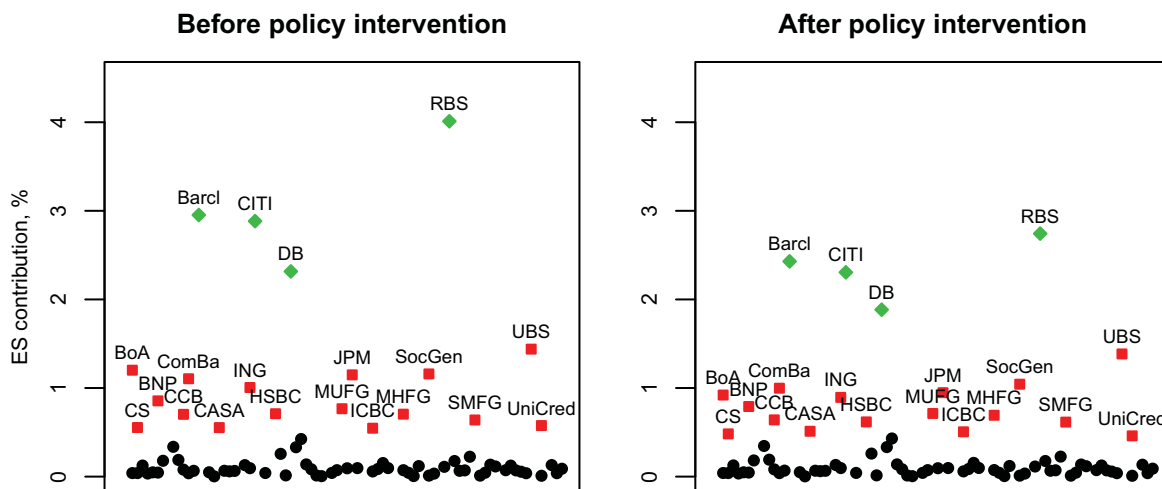 Before policy intervention
ES contribution, %
4
3
2
1
0
RBS
Barcl
CITI
DB
UBS
BoA
ComBa
ING
JPM
SocGen
BNP
CCB
HSBC
MUFG
MHFG
CS
CASA
ICBC
SMFG
UniCred
After policy intervention
4
3
2
1
0
RBS
Barcl
CITI
DB
UBS
BoA
ComBa
ING
JPM
SocGen
BNP
CCB
HSBC
MUFG
MHFG
CS
CASA
ICBC
SMFG
UniCred